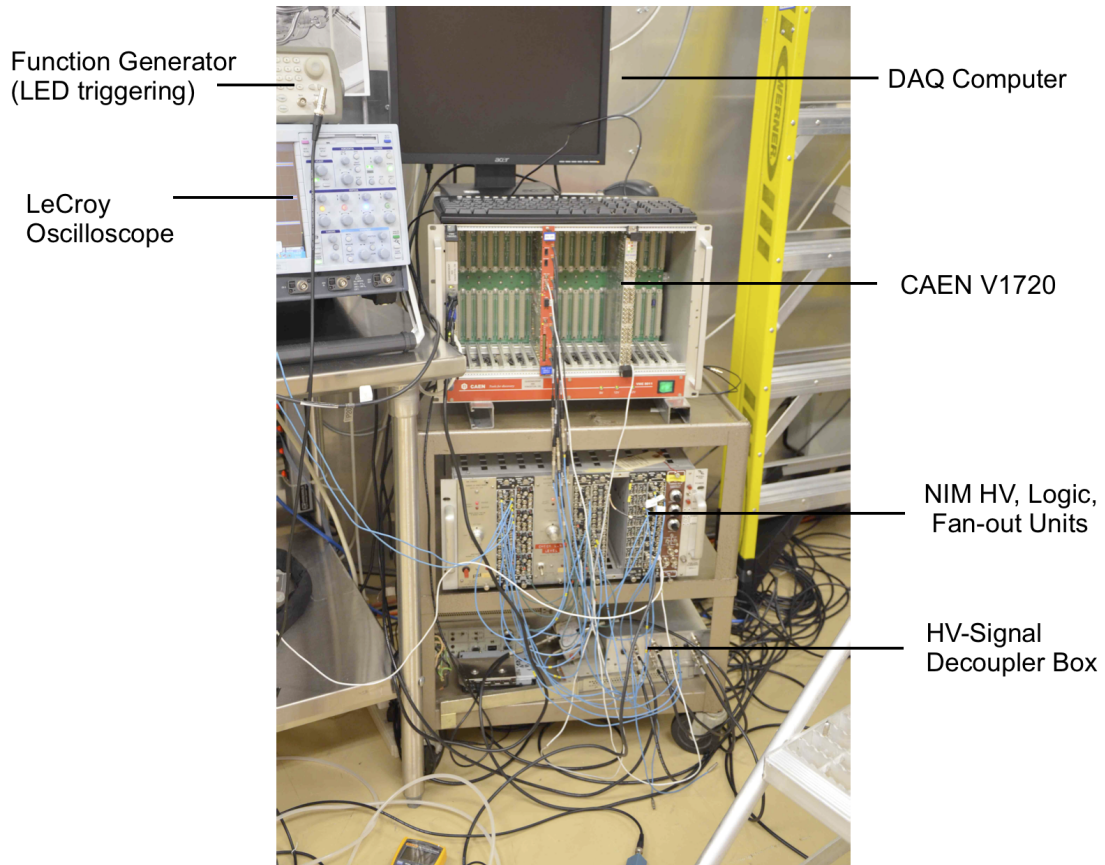 Function Generator
(LED triggering)
DAQ Computer
WERNER
acer
LeCroy
Oscilloscope
CAEN V1720
CAEN
NIM HV, Logic,
Fan-out Units
HV-Signal
Decoupler Box